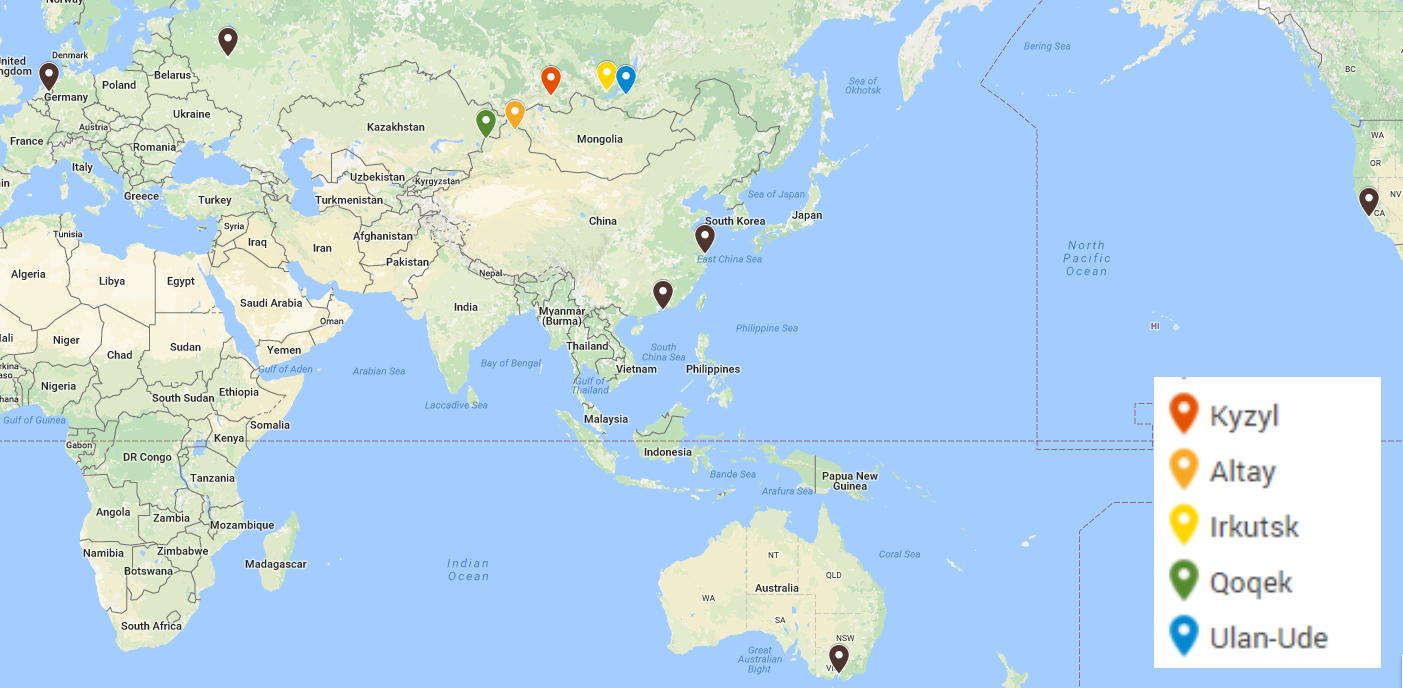 Bering Sea
BC
Denmark
United
Kingdom
Sea of
Okhotsk
Belarus
Poland
Germany
Ukraine
Kazakhstan
Austria
WA
France
Mongolia
Romania
OR
Italy
Uzbekistan
Kyrgyzstan
Greece
Turkey
Turkmenistan
Sea of Japan
NV
Japan
CA
China
South Korea
Syria
Tunisia
Iraq
Iran
Afghanistan
North
Pacific
Ocean
Pakistan
East China Sea
Algeria
Libya
Egypt
Nepal
Saudi Arabia
India
Myanmar
(Burma)
Oman
HI
Philippine Sea
Niger
Chad
Sudan
Yemen
Thailand
South
China Sea
Bay of Bengal
Gulf of Aden
Arabian Sea
Vietnam
Philippines
Nigeria
Gulf of
Thailand
South Sudan
Ethiopia
Laccadive Sea
Gulf of Guinea
Somalia
Malaysia
Kyzyl
Kenya
Gabon
DR Congo
Indonesia
Altay
Tanzania
Banda Sea
Papua New
Guinea
Arafura Sea
Angola
Zambia
Mozambique
Irkutsk
Namibia
Zimbabwe
NT
Coral Sea
Madagascar
Indian
Ocean
Botswana
QLD
Australia
Qoqek
WA
SA
South Africa
NSW
Ulan-Ude
Great
Australian
Bight